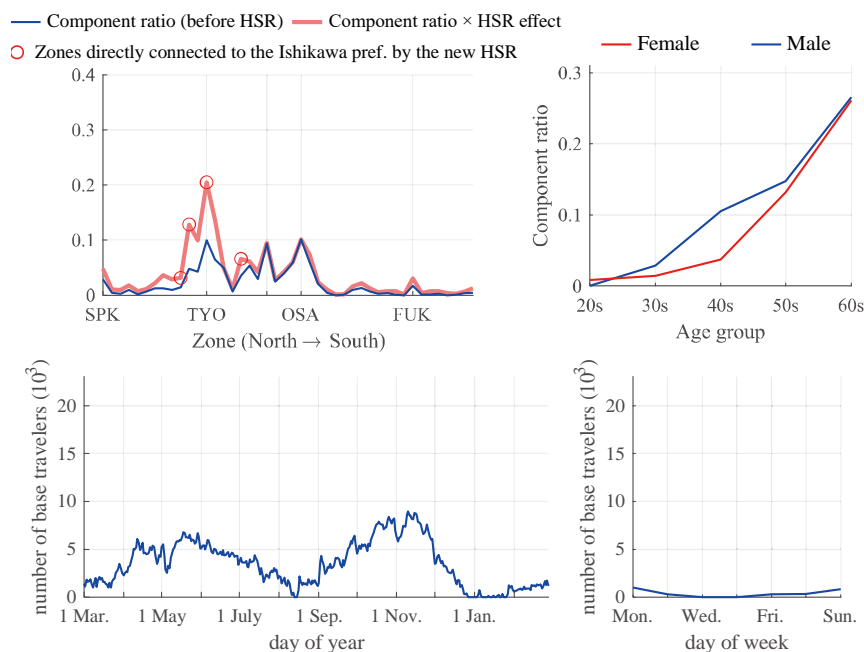 Component ratio (before HSR) Component ratio × HSR effect
Zones directly connected to the Ishikawa pref. by the new HSR
0.4
0.3
0.2
0.1
0
SPK TYO OSA FUK
Zone (North → South)
Female Male
Component ratio
0.3
0.2
0.1
0
20s 30s 40s 50s 60s
Age group
number of base travelers (10³)
20
15
10
5
0
1 Mar. 1 May 1 July 1 Sep. 1 Nov. 1 Jan.
day of year
number of base travelers (10³)
20
15
10
5
0
Mon. Wed. Fri. Sun.
day of week